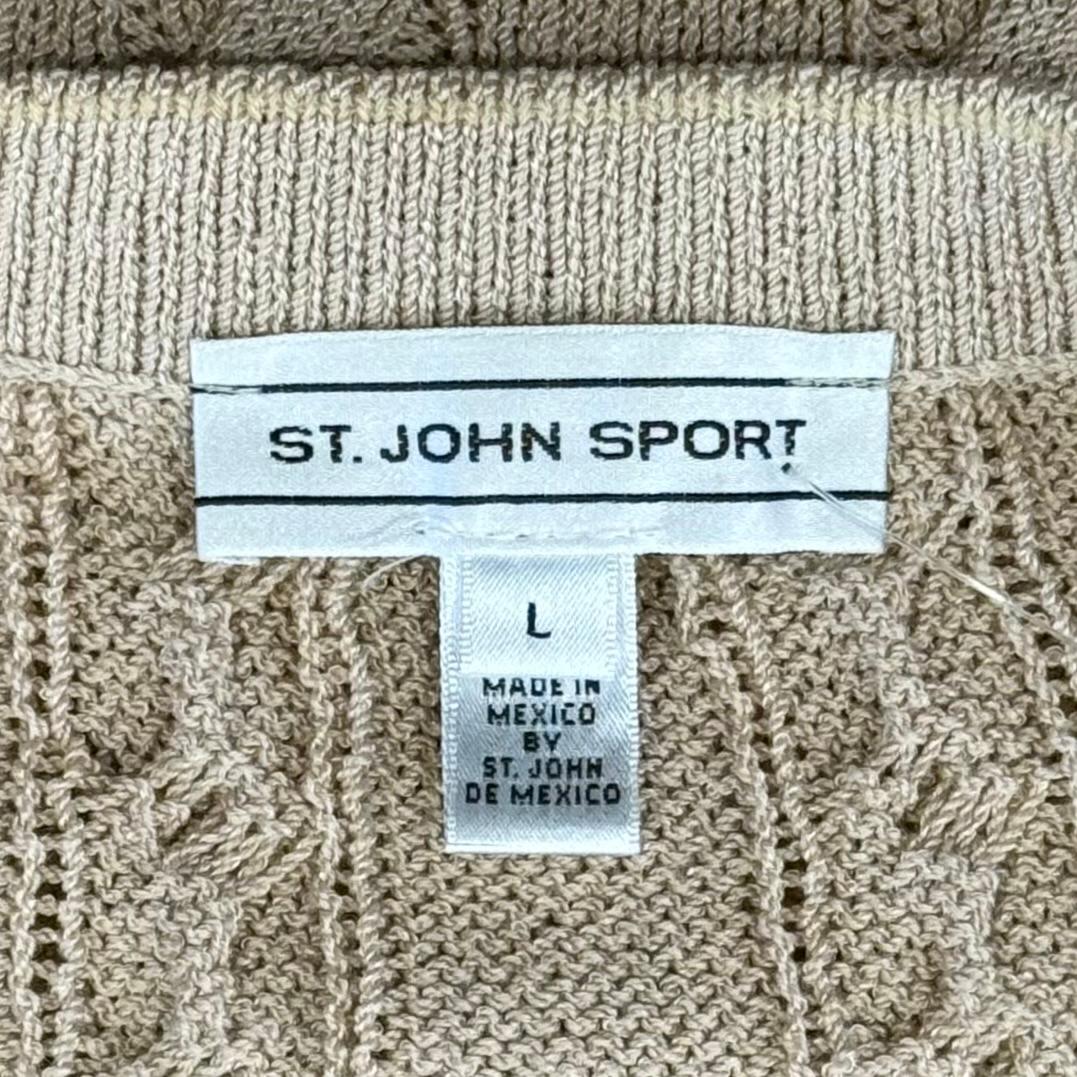 ST. JOHN SPORT
L
MADE IN
MEXICO
BY
ST. JOHN
DE MEXICO